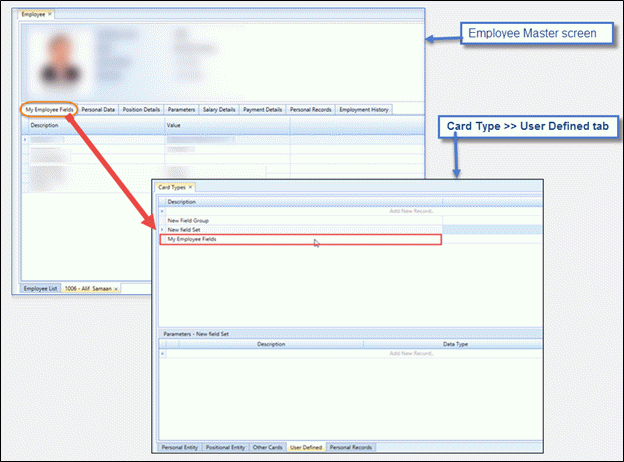 Employee ×
Employee Master screen
My Employee Fields Personal Data Position Details Parameters Salary Details Payment Details Personal Records Employment History
Description Value
Card Type >> User Defined tab
Card Types ×
Description
Add New Record.
New Field Group
New field Set
My Employee Fields
Employee List 1006 - Alif Samaan ×
Parameters - New field Set
Description Data Type
Add New Record.
Personal Entity Positional Entity Other Cards User Defined Personal Records